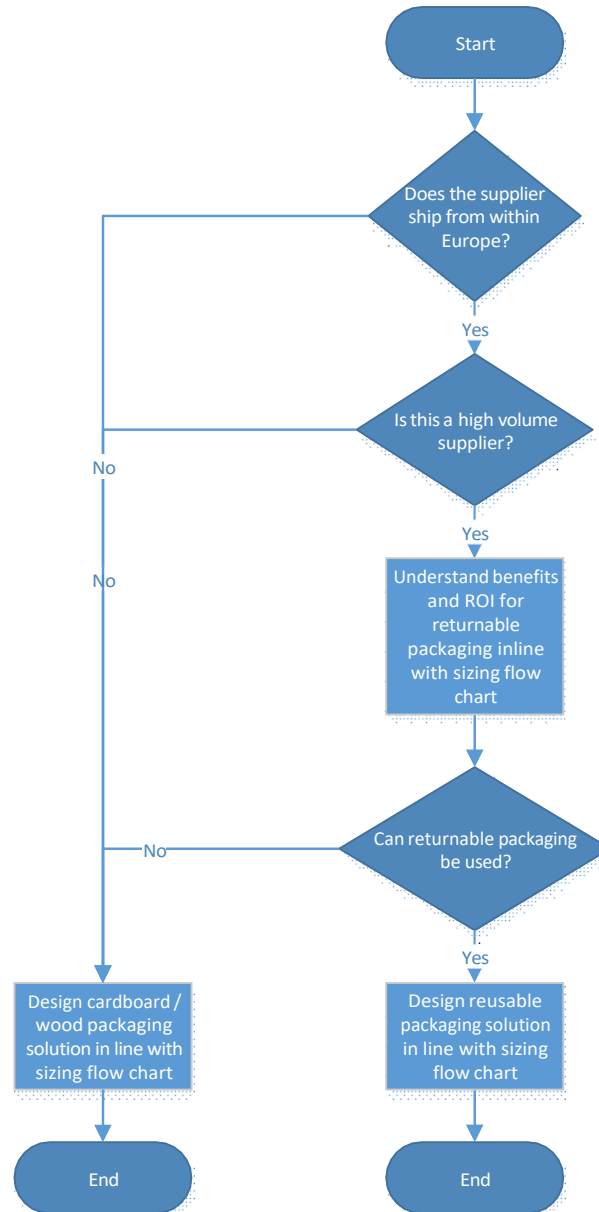 Start
Does the supplier
ship from within
Europe?
Yes
Is this a high volume
supplier?
No
Yes
Understand benefits
and ROI for
returnable
packaging inline
with sizing flow
chart
No
Can returnable packaging
be used?
No
Yes
Design cardboard /
wood packaging
solution in line with
sizing flow chart
Design reusable
packaging solution
in line with sizing
flow chart
End
End